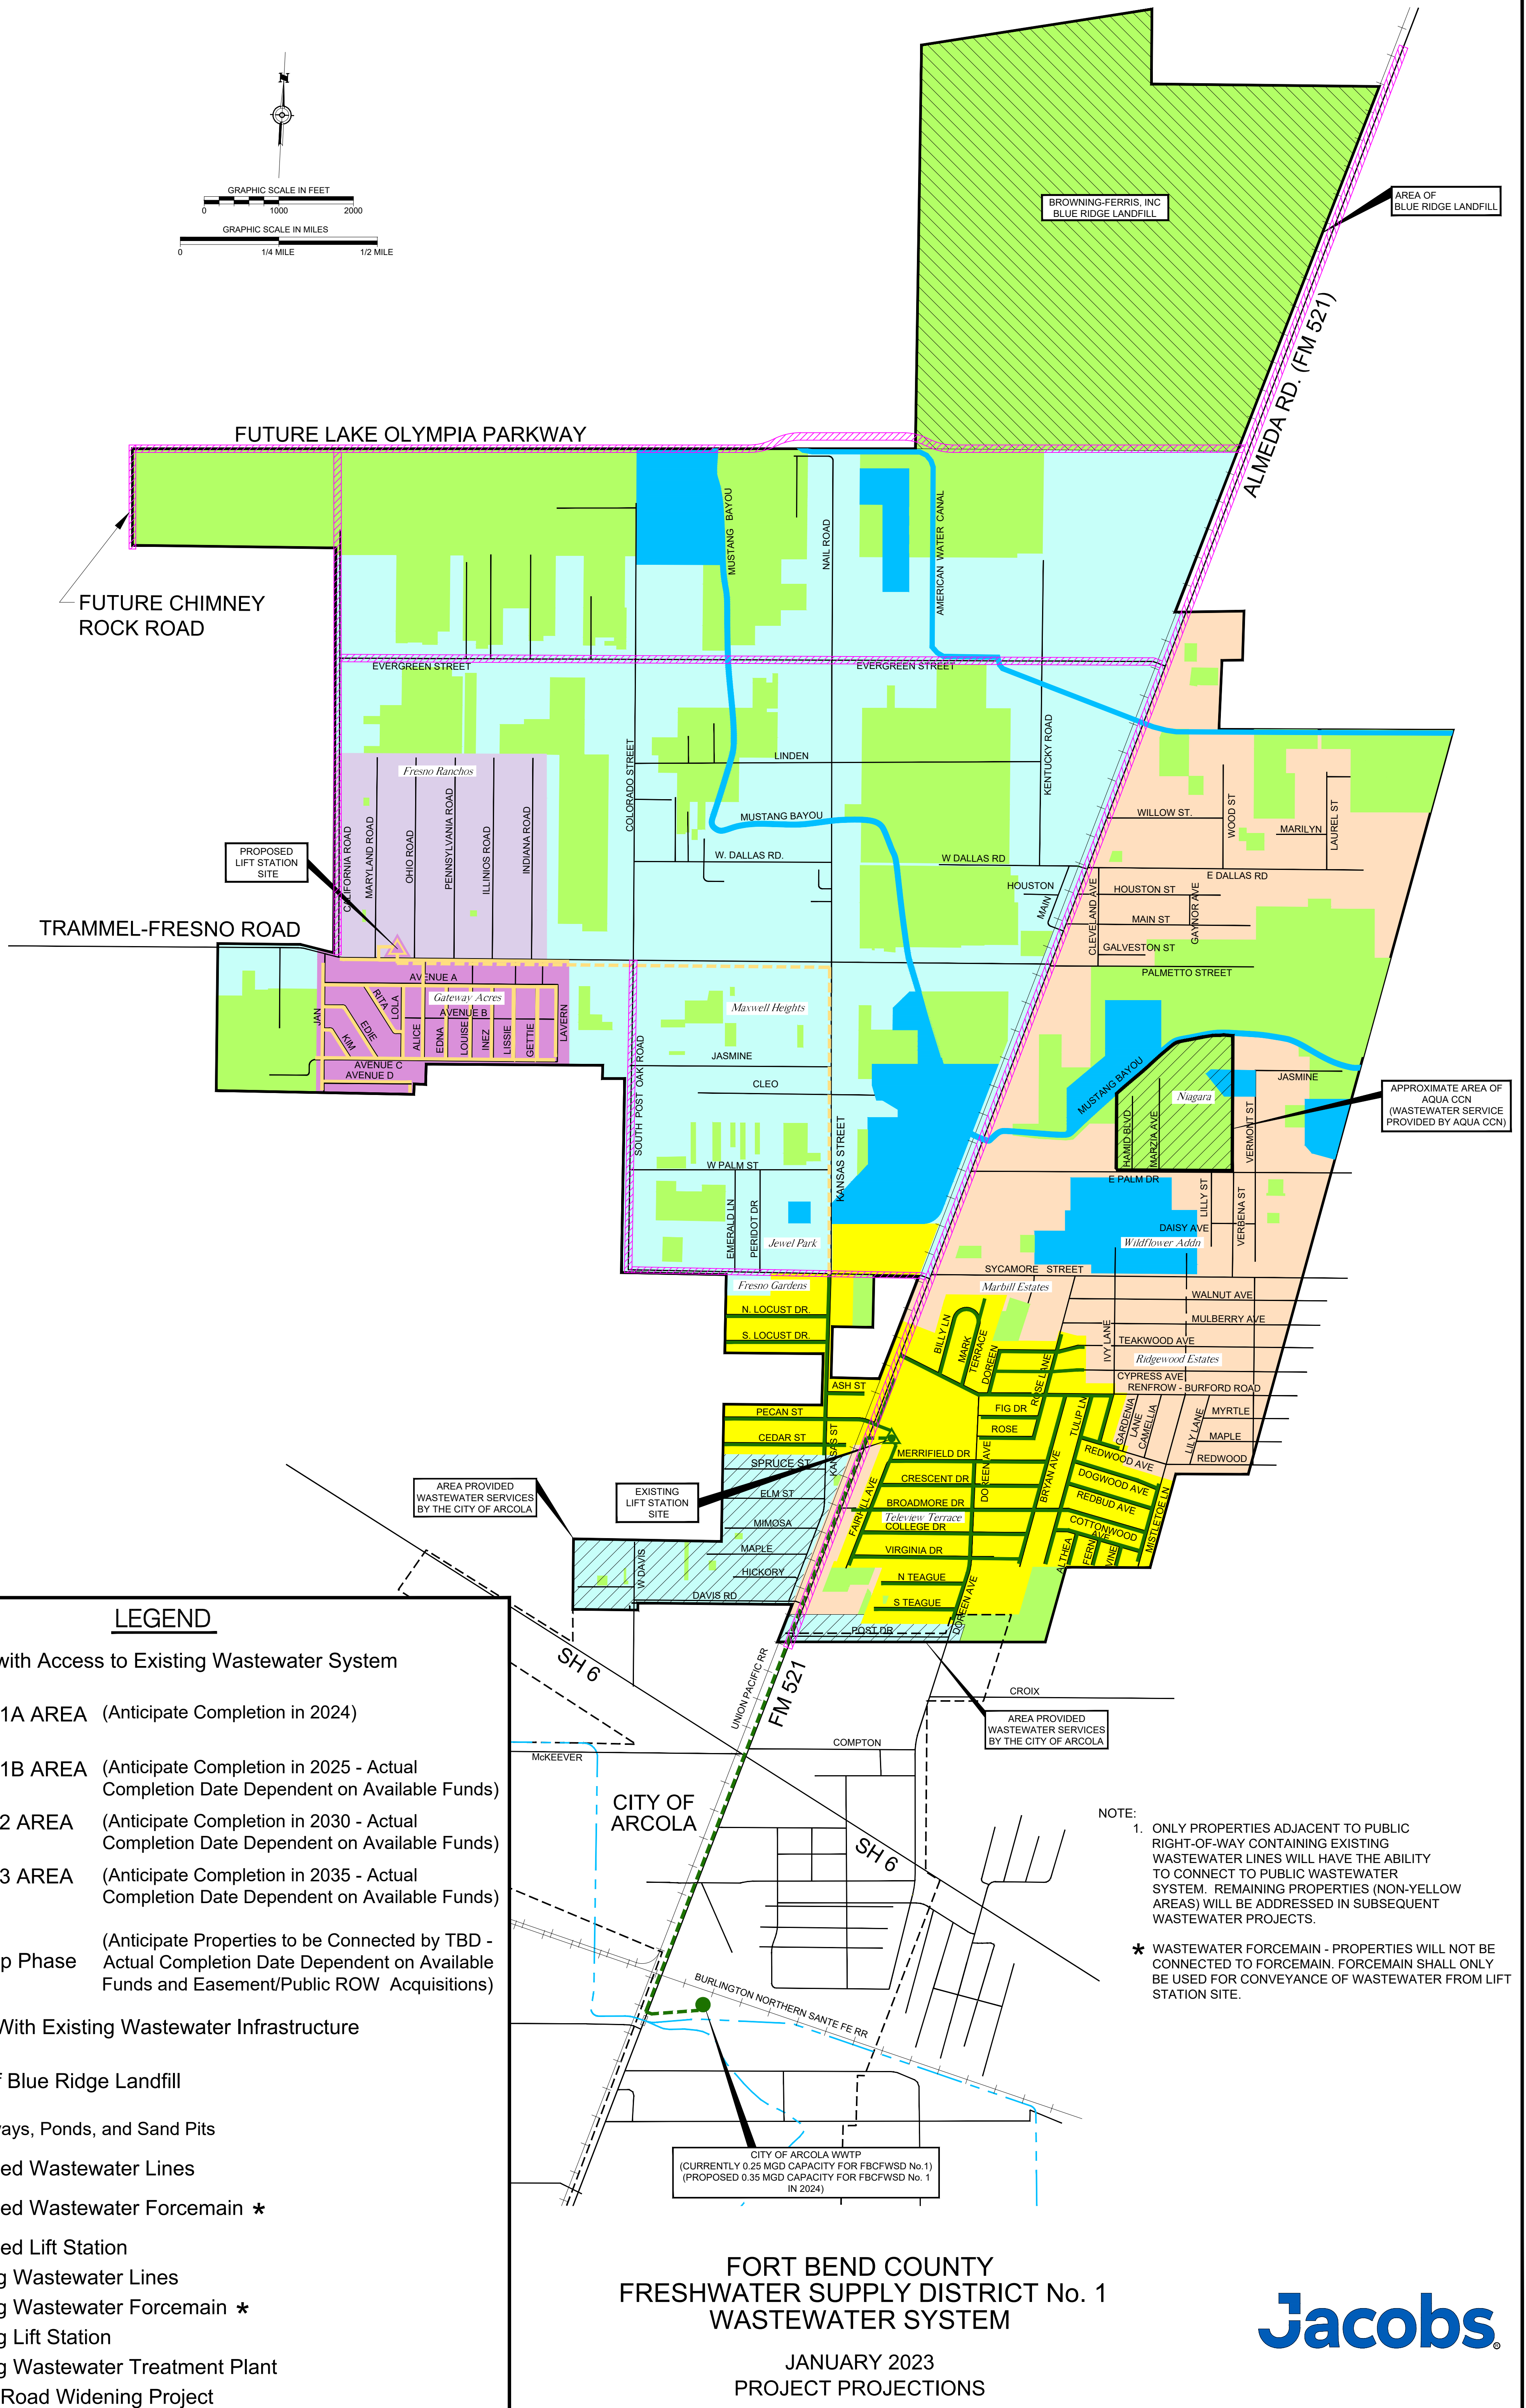 N
GRAPHIC SCALE IN FEET
0 1000 2000
GRAPHIC SCALE IN MILES
0 1/4 MILE 1/2 MILE
BROWNING-FERRIS, INC
BLUE RIDGE LANDFILL
AREA OF
BLUE RIDGE LANDFILL
ALMEDA RD. (FM 521)
FUTURE LAKE OLYMPIA PARKWAY
FUTURE CHIMNEY
ROCK ROAD
MUSTANG BAYOU
NAIL ROAD
AMERICAN WATER CANAL
EVERGREEN STREET
EVERGREEN STREET
COLORADO STREET
LINDEN
KENTUCKY ROAD
Fresno Ranchos
CALIFORNIA ROAD
MARYLAND ROAD
OHIO ROAD
PENNSYLVANIA ROAD
ILLINIOS ROAD
INDIANA ROAD
MUSTANG BAYOU
W. DALLAS RD.
W DALLAS RD
HOUSTON
MAIN
WILLOW ST.
WOOD ST
MARILYN
LAUREL ST
E DALLAS RD
CLEVELAND AVE
HOUSTON ST
GAYNOR AVE
MAIN ST
GALVESTON ST
PALMETTO STREET
PROPOSED
LIFT STATION
SITE
TRAMMEL-FRESNO ROAD
AVENUE A
Gateway Acres
AVENUE B
JAN
RITA
LOLA
EDIE
KIM
ALICE
EDNA
LOUISE
INEZ
LISSIE
GETTIE
LAVERN
AVENUE C
AVENUE D
Maxwell Heights
SOUTH POST OAK ROAD
JASMINE
CLEO
KANSAS STREET
W PALM ST
EMERALD LN
PERIDOT DR
Jewel Park
MUSTANG BAYOU
Niagara
HAMID BLVD
MARZIA AVE
VERMONT ST
JASMINE
APPROXIMATE AREA OF
AQUA CCN
(WASTEWATER SERVICE
PROVIDED BY AQUA CCN)
E PALM DR
LILLY ST
VERBENA ST
DAISY AVE
Wildflower Addn
SYCAMORE STREET
Marbill Estates
WALNUT AVE
MULBERRY AVE
TEAKWOOD AVE
IVY LANE
Ridgewood Estates
CYPRESS AVE
RENFROW - BURFORD ROAD
GARDENIA
LANE
CAMELLIA
LILY LANE
MYRTLE
MAPLE
REDWOOD
Fresno Gardens
N. LOCUST DR.
S. LOCUST DR.
BILLY LN
MARK
TERRACE
DOREEN
ROSE LANE
ASH ST
PECAN ST
CEDAR ST
KANSAS ST
SPRUCE ST
ELM ST
MIMOSA
MAPLE
HICKORY
W DAVIS
DAVIS RD
FIG DR
ROSE
TULIP LN
MERRIFIELD DR
CRESCENT DR
BROADMORE DR
Teleview Terrace
COLLEGE DR
VIRGINIA DR
N TEAGUE
S TEAGUE
FAIRHILL AVE
DOREEN AVE
BRYAN AVE
REDWOOD AVE
DOGWOOD AVE
REDBUD AVE
COTTONWOOD
AVE
ALTHEA
FERN
VINE
MISTLETOE LN
DOREEN AVE
POST DR
AREA PROVIDED
WASTEWATER SERVICES
BY THE CITY OF ARCOLA
EXISTING
LIFT STATION
SITE
SH 6
UNION PACIFIC RR
FM 521
CROIX
AREA PROVIDED
WASTEWATER SERVICES
BY THE CITY OF ARCOLA
COMPTON
McKEEVER
CITY OF
ARCOLA
SH 6
BURLINGTON NORTHERN SANTE FE RR
CITY OF ARCOLA WWTP
(CURRENTLY 0.25 MGD CAPACITY FOR FBCFWSD No.1)
(PROPOSED 0.35 MGD CAPACITY FOR FBCFWSD No. 1
IN 2024)
NOTE:
1. ONLY PROPERTIES ADJACENT TO PUBLIC
RIGHT-OF-WAY CONTAINING EXISTING
WASTEWATER LINES WILL HAVE THE ABILITY
TO CONNECT TO PUBLIC WASTEWATER
SYSTEM. REMAINING PROPERTIES (NON-YELLOW
AREAS) WILL BE ADDRESSED IN SUBSEQUENT
WASTEWATER PROJECTS.
* WASTEWATER FORCEMAIN - PROPERTIES WILL NOT BE
CONNECTED TO FORCEMAIN. FORCEMAIN SHALL ONLY
BE USED FOR CONVEYANCE OF WASTEWATER FROM LIFT
STATION SITE.
LEGEND
with Access to Existing Wastewater System
1A AREA (Anticipate Completion in 2024)
1B AREA (Anticipate Completion in 2025 - Actual
Completion Date Dependent on Available Funds)
2 AREA (Anticipate Completion in 2030 - Actual
Completion Date Dependent on Available Funds)
3 AREA (Anticipate Completion in 2035 - Actual
Completion Date Dependent on Available Funds)
(Anticipate Properties to be Connected by TBD -
p Phase Actual Completion Date Dependent on Available
Funds and Easement/Public ROW Acquisitions)
With Existing Wastewater Infrastructure
f Blue Ridge Landfill
ways, Ponds, and Sand Pits
ed Wastewater Lines
ed Wastewater Forcemain *
ed Lift Station
g Wastewater Lines
g Wastewater Forcemain *
g Lift Station
g Wastewater Treatment Plant
Road Widening Project
FORT BEND COUNTY
FRESHWATER SUPPLY DISTRICT No. 1
WASTEWATER SYSTEM
JANUARY 2023
PROJECT PROJECTIONS
Jacobs®